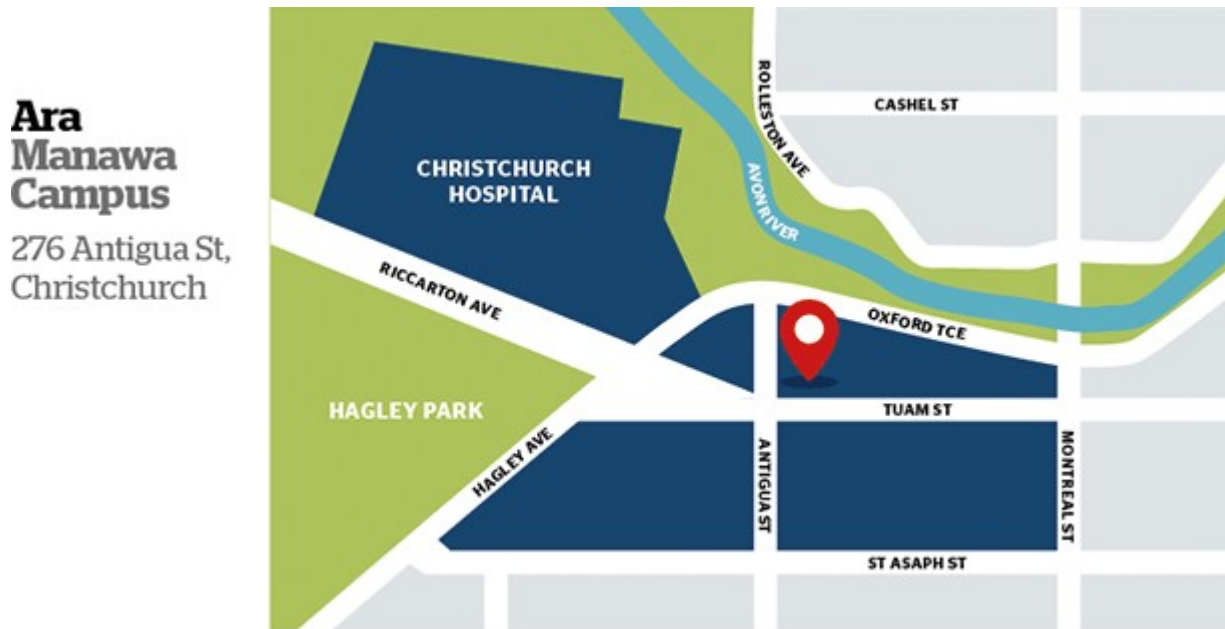 Ara
Manawa
Campus
276 Antigua St,
Christchurch
CHRISTCHURCH
HOSPITAL
ROLLESTON AVE
CASHEL ST
AVON RIVER
RICCARTON AVE
OXFORD TCE
HAGLEY PARK
TUAM ST
HAGLEY AVE
ANTIGUA ST
MONTREAL ST
ST ASAPH ST